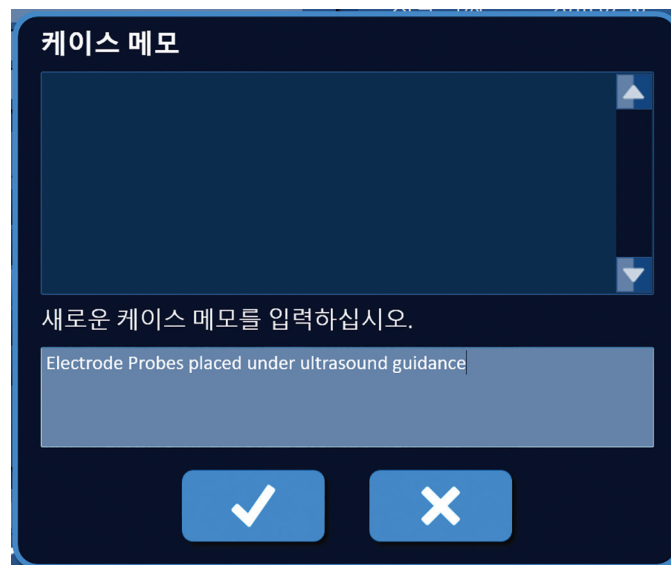 케이스 메모
새로운 케이스 메모를 입력하십시오.
Electrode Probes placed under ultrasound guidance